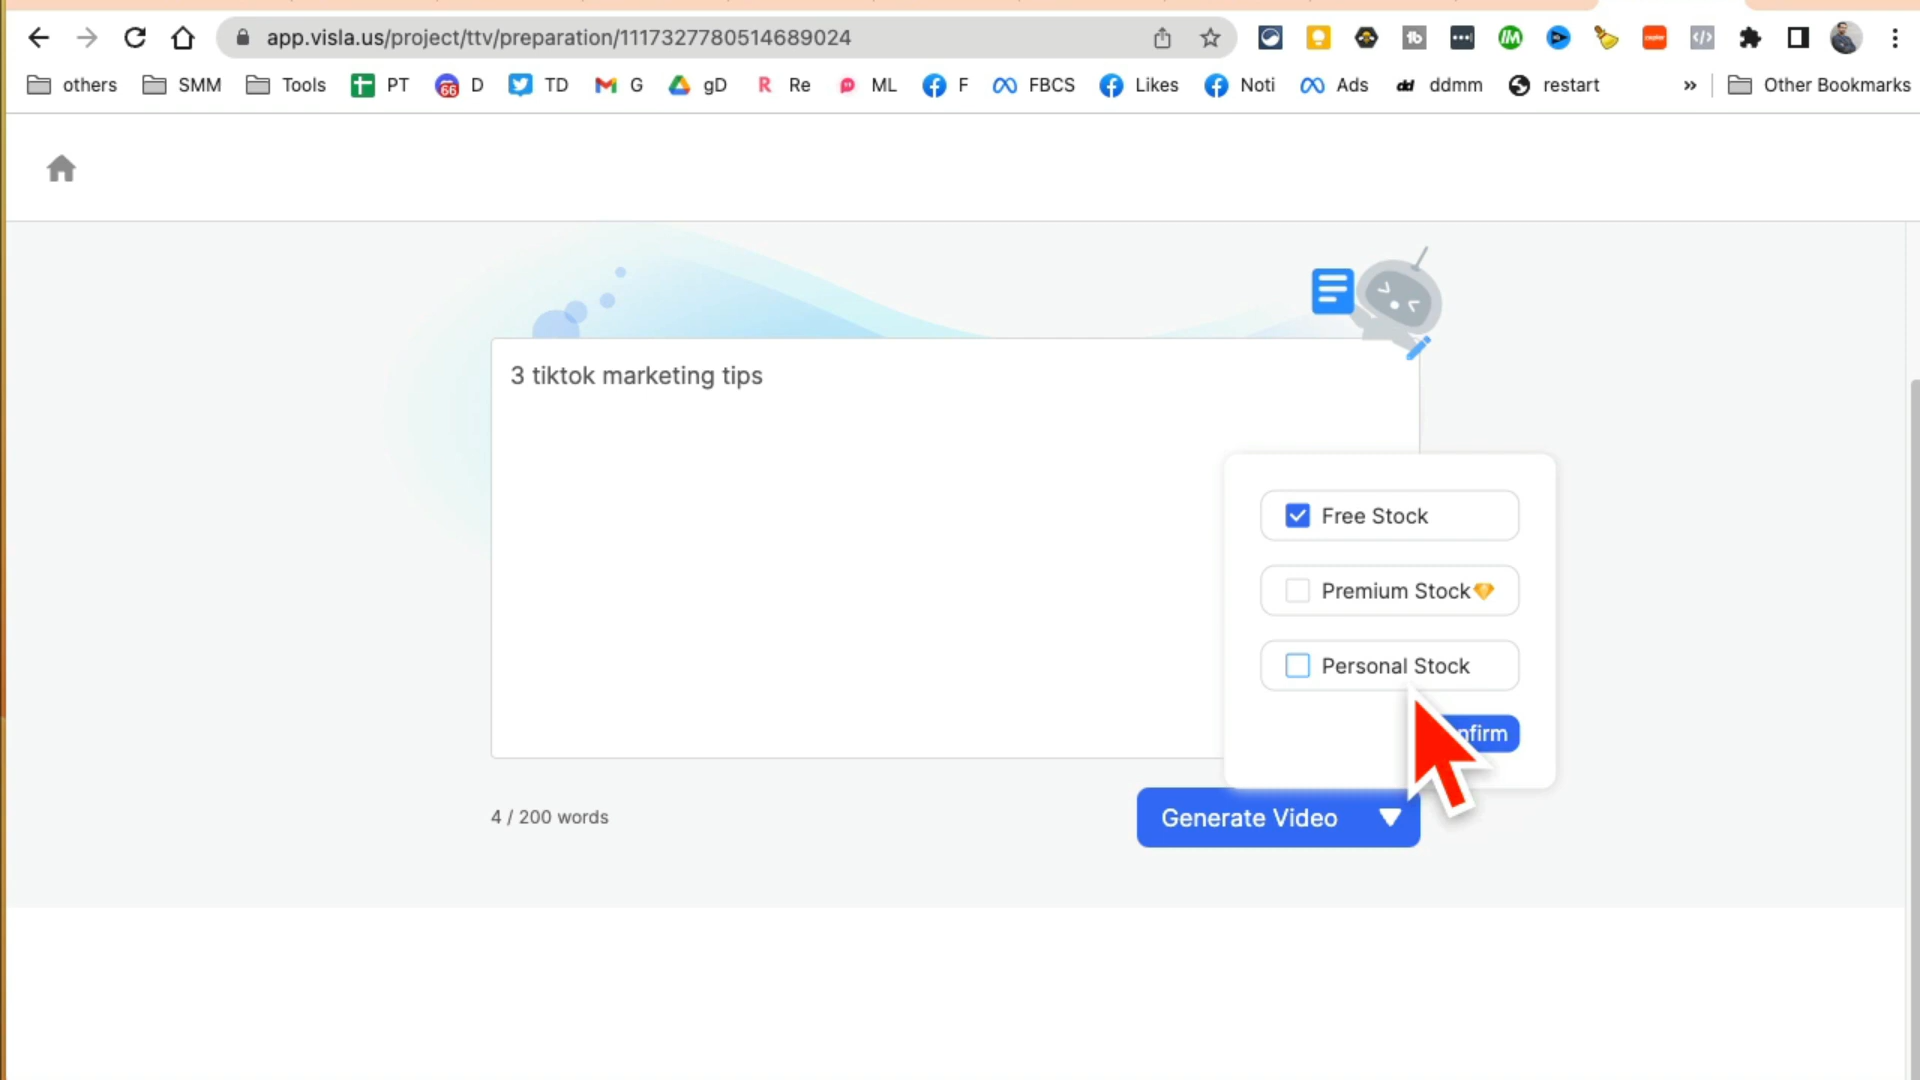 app.visla.us/project/ttv/preparation/1117327780514689024
others SMM Tools PT 66 D TD G gD R Re ML F FBCS Likes Noti Ads dd ddmm restart » Other Bookmarks
3 tiktok marketing tips
Free Stock
Premium Stock
Personal Stock
nfirm
4 / 200 words
Generate Video